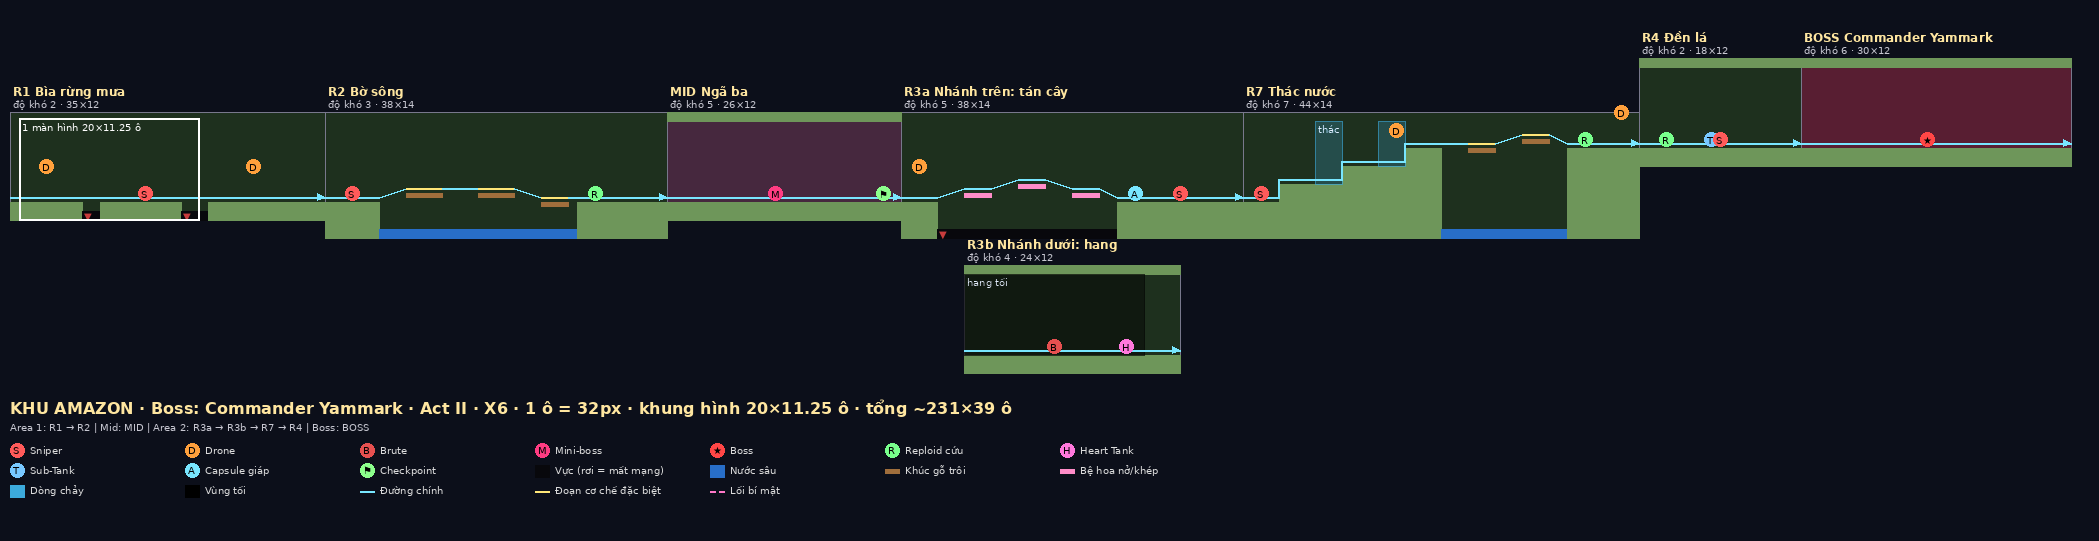 R4 Đền lá
độ khó 2 · 18×12
BOSS Commander Yammark
độ khó 6 · 30×12
R1 Bìa rừng mưa
độ khó 2 · 35×12
R2 Bờ sông
độ khó 3 · 38×14
MID Ngã ba
độ khó 5 · 26×12
R3a Nhánh trên: tán cây
độ khó 5 · 38×14
R7 Thác nước
độ khó 7 · 44×14
1 màn hình 20×11.25 ô
thác
D
D
D
D
D
S
S
S
S
R
M
⚑
A
R
R
T
S
★
R3b Nhánh dưới: hang
độ khó 4 · 24×12
hang tối
B
H
KHU AMAZON · Boss: Commander Yammark · Act II · X6 · 1 ô = 32px · khung hình 20×11.25 ô · tổng ~231×39 ô
Area 1: R1 → R2 | Mid: MID | Area 2: R3a → R3b → R7 → R4 | Boss: BOSS
S Sniper
D Drone
B Brute
M Mini-boss
★ Boss
R Reploid cứu
H Heart Tank
T Sub-Tank
A Capsule giáp
⚑ Checkpoint
Vực (rơi = mất mạng)
Nước sâu
Khúc gỗ trôi
Bệ hoa nở/khép
Dòng chảy
Vùng tối
Đường chính
Đoạn cơ chế đặc biệt
Lối bí mật